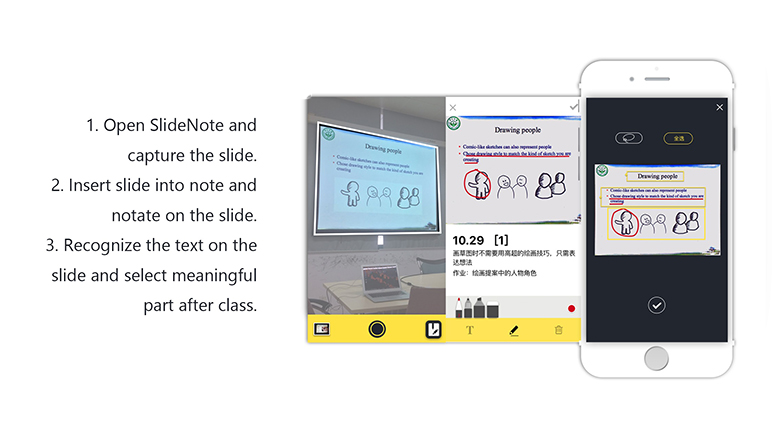 1. Open SlideNote and
capture the slide.
2. Insert slide into note and
notate on the slide.
3. Recognize the text on the
slide and select meaningful
part after class.
Drawing people
• Comic-like sketches can also represent people
• Chose drawing style to match the kind of sketch you are
creating
Drawing people
• Comic-like sketches can also represent people
• Chose drawing style to match the kind of sketch you are
creating
10.29 [1]
画草图时不需要用高超的绘画技巧，只需表
达想法
作业：绘画提案中的人物角色
T
全选
Drawing people
• Comic-like sketches can also represent people
• Chose drawing style to match the kind of sketch you are
creating